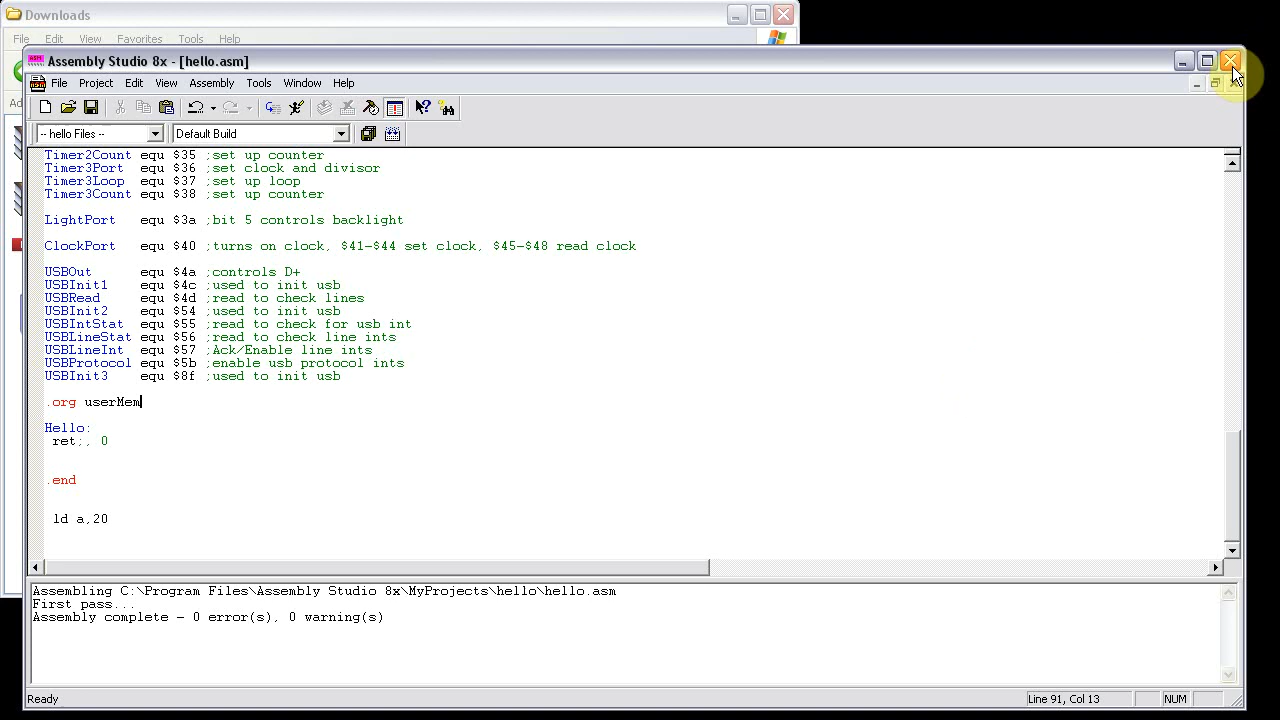 Downloads
File Edit View Favorites Tools Help
Assembly Studio 8x - [hello.asm]
File Project Edit View Assembly Tools Window Help
-- hello Files -- Default Build
Timer2Count equ $35 ;set up counter
Timer3Port equ $36 ;set clock and divisor
Timer3Loop equ $37 ;set up loop
Timer3Count equ $38 ;set up counter
LightPort equ $3a ;bit 5 controls backlight
ClockPort equ $40 ;turns on clock, $41-$44 set clock, $45-$48 read clock
USBOut equ $4a ;controls D+
USBInit1 equ $4c ;used to init usb
USBRead equ $4d ;read to check lines
USBInit2 equ $54 ;used to init usb
USBIntStat equ $55 ;read to check for usb int
USBLineStat equ $56 ;read to check line ints
USBLineInt equ $57 ;Ack/Enable line ints
USBProtocol equ $5b ;enable usb protocol ints
USBInit3 equ $8f ;used to init usb
.org userMem
Hello:
ret;, 0
.end
ld a,20
Assembling C:\Program Files\Assembly Studio 8x\MyProjects\hello\hello.asm
First pass...
Assembly complete - 0 error(s), 0 warning(s)
Ready Line 91, Col 13 NUM